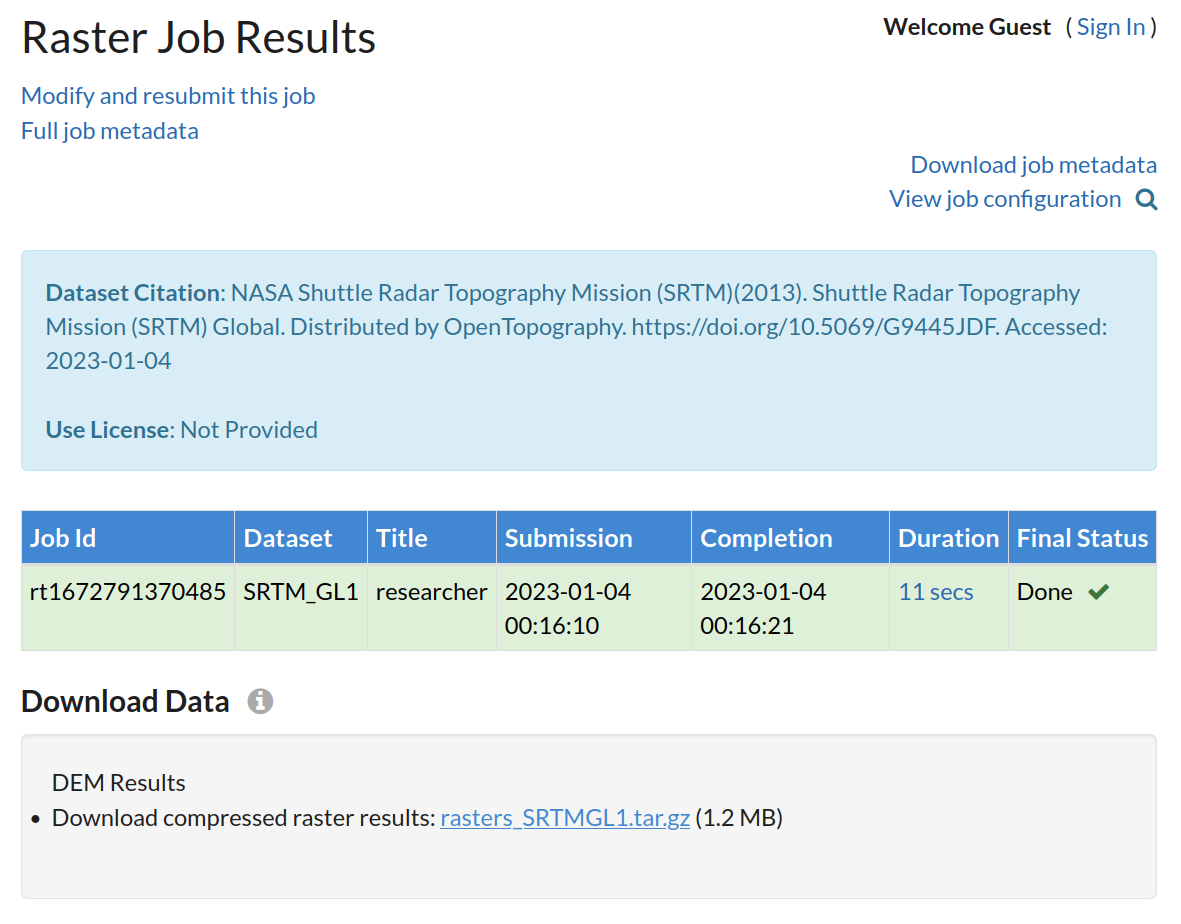 Raster Job Results
Welcome Guest ( Sign In )
Modify and resubmit this job
Full job metadata
Download job metadata
View job configuration
Dataset Citation: NASA Shuttle Radar Topography Mission (SRTM)(2013). Shuttle Radar Topography
Mission (SRTM) Global. Distributed by OpenTopography. https://doi.org/10.5069/G9445JDF. Accessed:
2023-01-04
Use License: Not Provided
Job Id Dataset Title Submission Completion Duration Final Status
rt1672791370485 SRTM_GL1 researcher 2023-01-04 2023-01-04 11 secs Done
00:16:10 00:16:21
Download Data
DEM Results
• Download compressed raster results: rasters_SRTMGL1.tar.gz (1.2 MB)